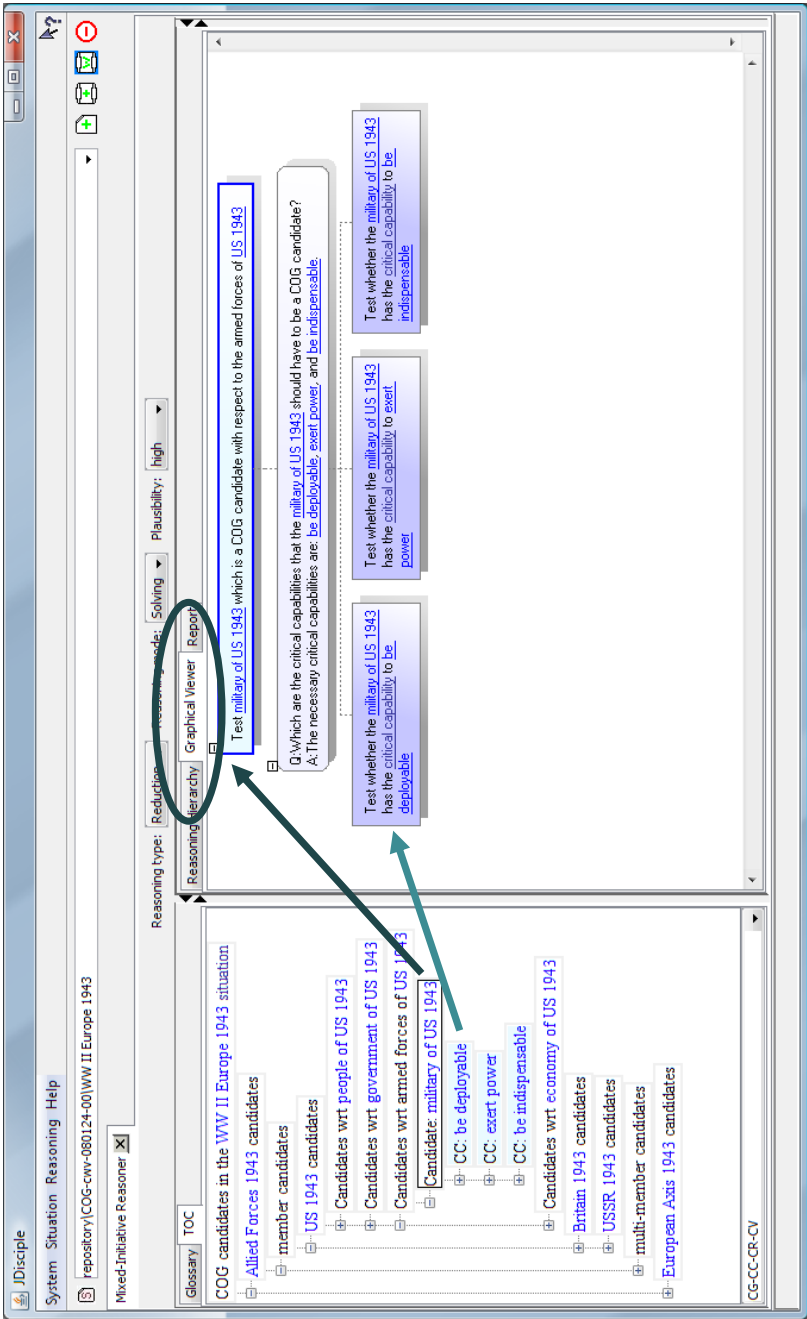 JDisciple
System Situation Reasoning Help
repository\COG-cwv-080124-00\WW II Europe 1943
Mixed-Initiative Reasoner
Reasoning type: Reduction Reasoning mode: Solving Plausibility: high
Glossary TOC
COG candidates in the WW II Europe 1943 situation
Allied Forces 1943 candidates
member candidates
US 1943 candidates
Candidates wrt people of US 1943
Candidates wrt government of US 1943
Candidates wrt armed forces of US 1943
Candidate: military of US 1943
CC: be deployable
CC: exert power
CC: be indispensable
Candidates wrt economy of US 1943
Britain 1943 candidates
USSR 1943 candidates
multi-member candidates
European Axis 1943 candidates
CG-CC-CR-CV
Reasoning Hierarchy Graphical Viewer Report
Test military of US 1943 which is a COG candidate with respect to the armed forces of US 1943
Q:Which are the critical capabilities that the military of US 1943 should have to be a COG candidate?
A:The necessary critical capabilities are: be deployable, exert power, and be indispensable.
Test whether the military of US 1943
has the critical capability to be
deployable
Test whether the military of US 1943
has the critical capability to exert
power
Test whether the military of US 1943
has the critical capability to be
indispensable